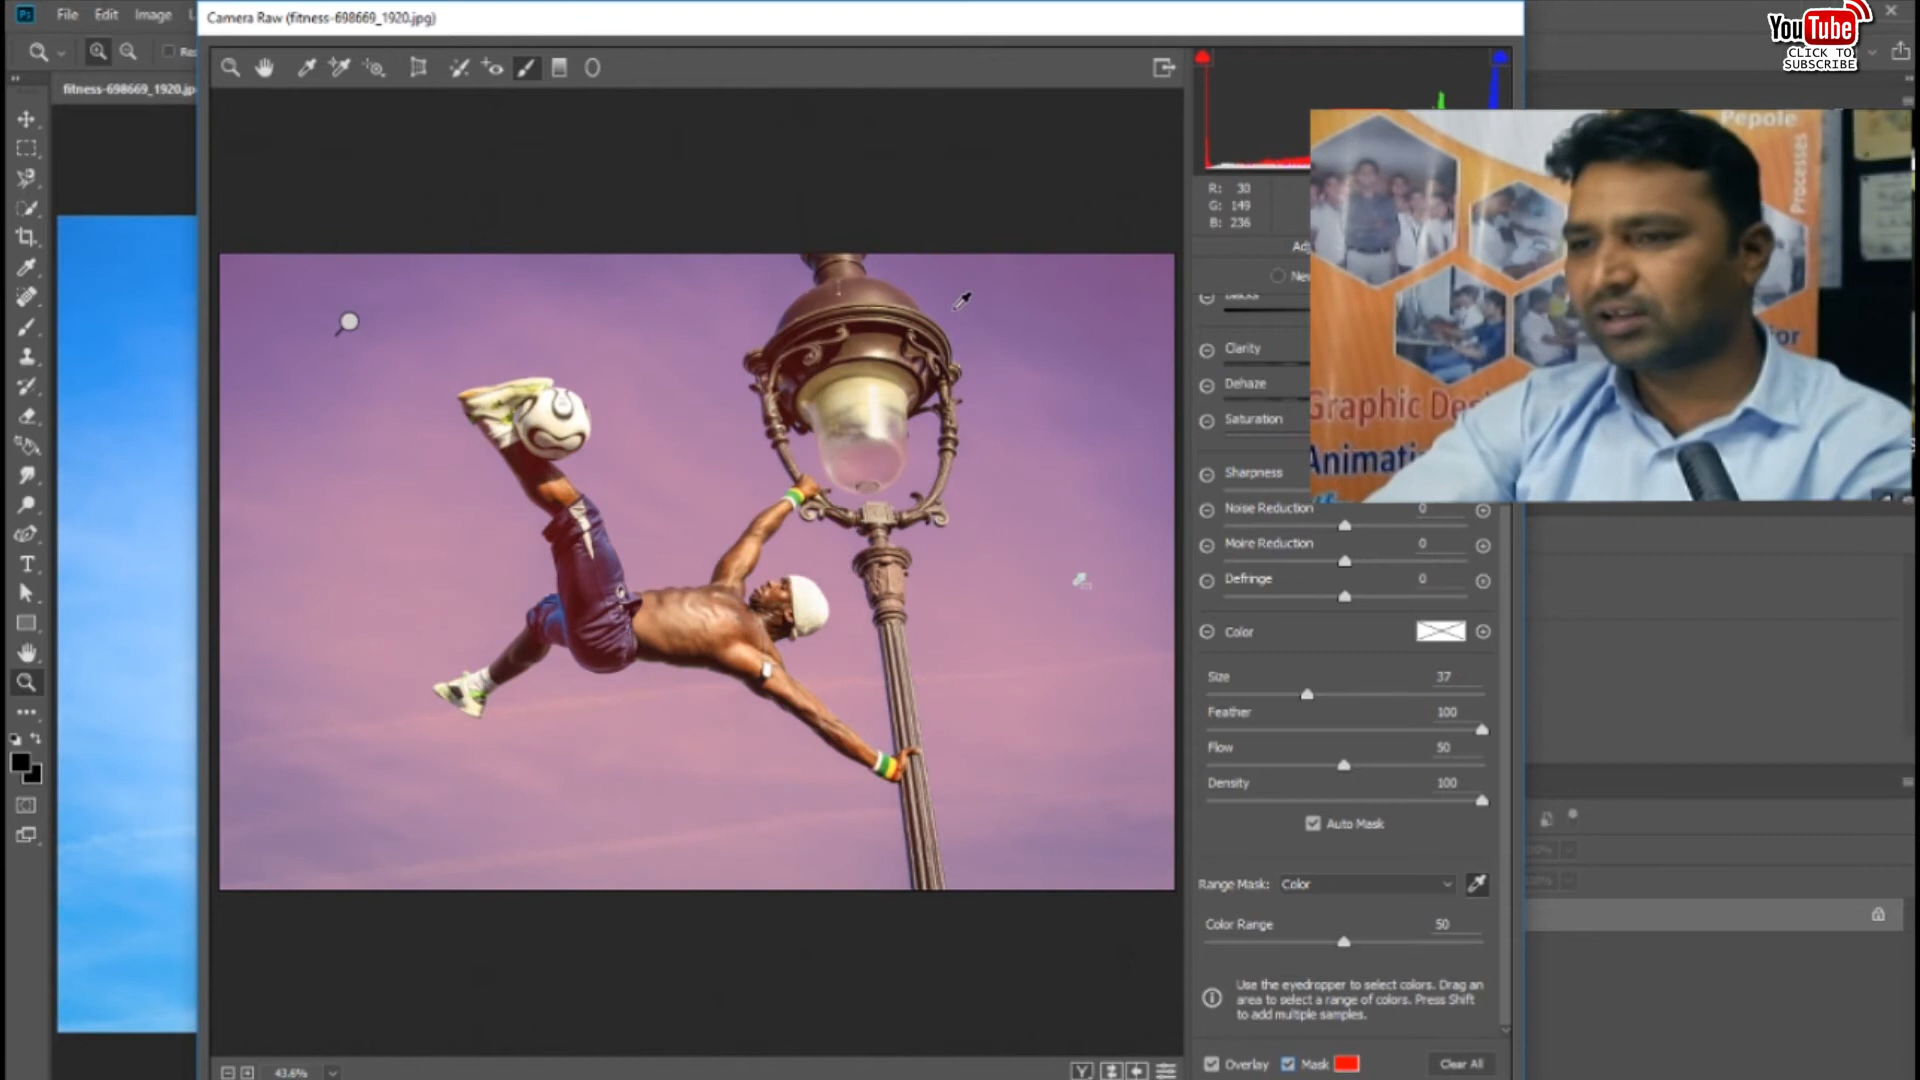 File Edit Image
Camera Raw (fitness-698669_1920.jpg)
YouTube
CLICK TO
SUBSCRIBE
fitness-698669_1920.jp
R: 30
G: 149
B: 236
Pepole
Processes
Clarity
Dehaze
Saturation
Graphic Des
Animati
Sharpness
Noise Reduction 0
Moire Reduction 0
Defringe 0
Color
Size 37
Feather 100
Flow 50
Density 100
Auto Mask
Range Mask: Color
Color Range 50
Use the eyedropper to select colors. Drag an
area to select a range of colors. Press Shift
to add multiple samples.
Overlay Mask Clear All
43.6%